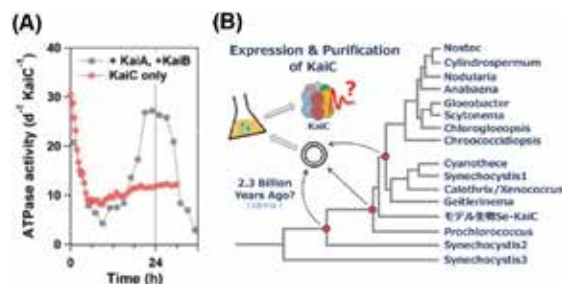 (A)
+ KaiA, +KaiB
KaiC only
ATPase activity (d⁻¹ KaiC⁻¹)
40
30
20
10
0
0
24
Time (h)
(B)
Expression & Purification
of KaiC
?
KaiC
2.3 Billion
Years Ago?
Nostoc
Cylindrospermum
Nodularia
Anabaena
Gloeobacter
Scytonema
Chlorogloeopsis
Chroococcidiopsis
Cyanothece
Synechocystis1
Calothrix/Xenococcus
Geitlerinema
モデル生物Se-KaiC
Prochlorococcus
Synechocystis2
Synechocystis3